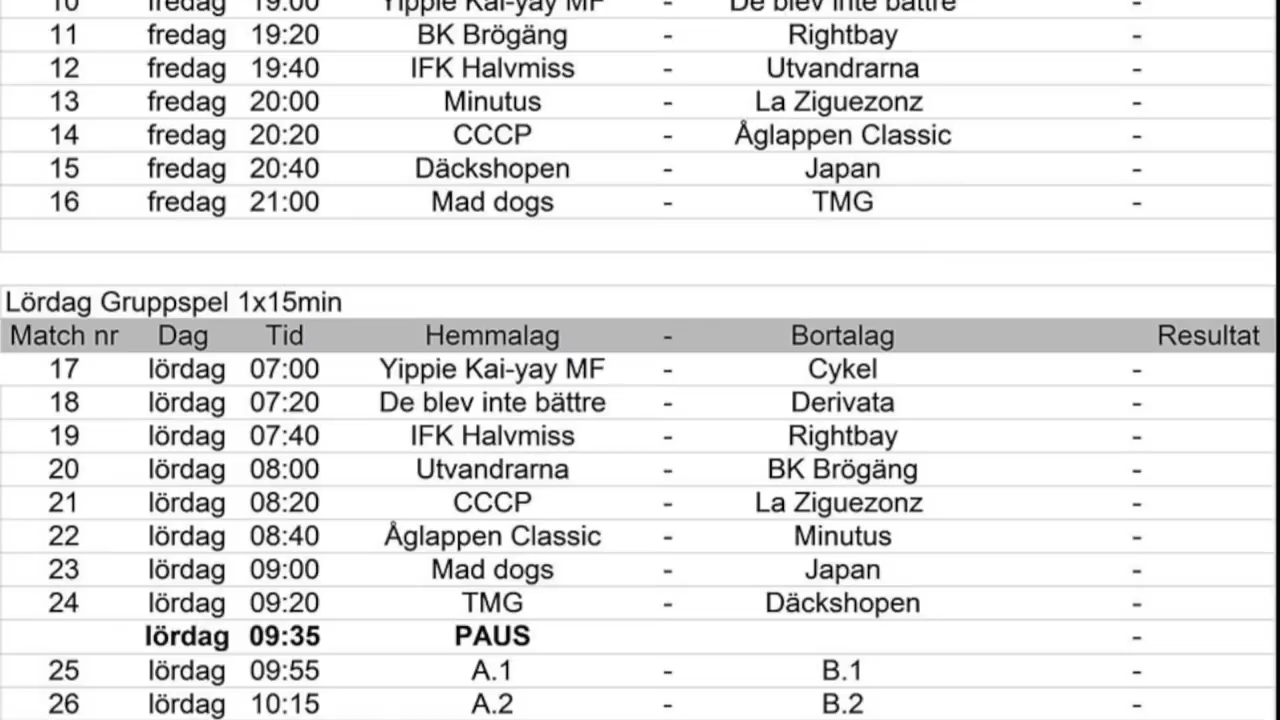 10 fredag 19:00 Yippie Kai-yay MF - De blev inte bättre -
11 fredag 19:20 BK Brögäng - Rightbay -
12 fredag 19:40 IFK Halvmiss - Utvandrarna -
13 fredag 20:00 Minutus - La Ziguezonz -
14 fredag 20:20 CCCP - Åglappen Classic -
15 fredag 20:40 Däckshopen - Japan -
16 fredag 21:00 Mad dogs - TMG -
Lördag Gruppspel 1x15min
Match nr Dag Tid Hemmalag - Bortalag Resultat
17 lördag 07:00 Yippie Kai-yay MF - Cykel -
18 lördag 07:20 De blev inte bättre - Derivata -
19 lördag 07:40 IFK Halvmiss - Rightbay -
20 lördag 08:00 Utvandrarna - BK Brögäng -
21 lördag 08:20 CCCP - La Ziguezonz -
22 lördag 08:40 Åglappen Classic - Minutus -
23 lördag 09:00 Mad dogs - Japan -
24 lördag 09:20 TMG - Däckshopen -
lördag 09:35 PAUS -
25 lördag 09:55 A.1 - B.1 -
26 lördag 10:15 A.2 - B.2 -